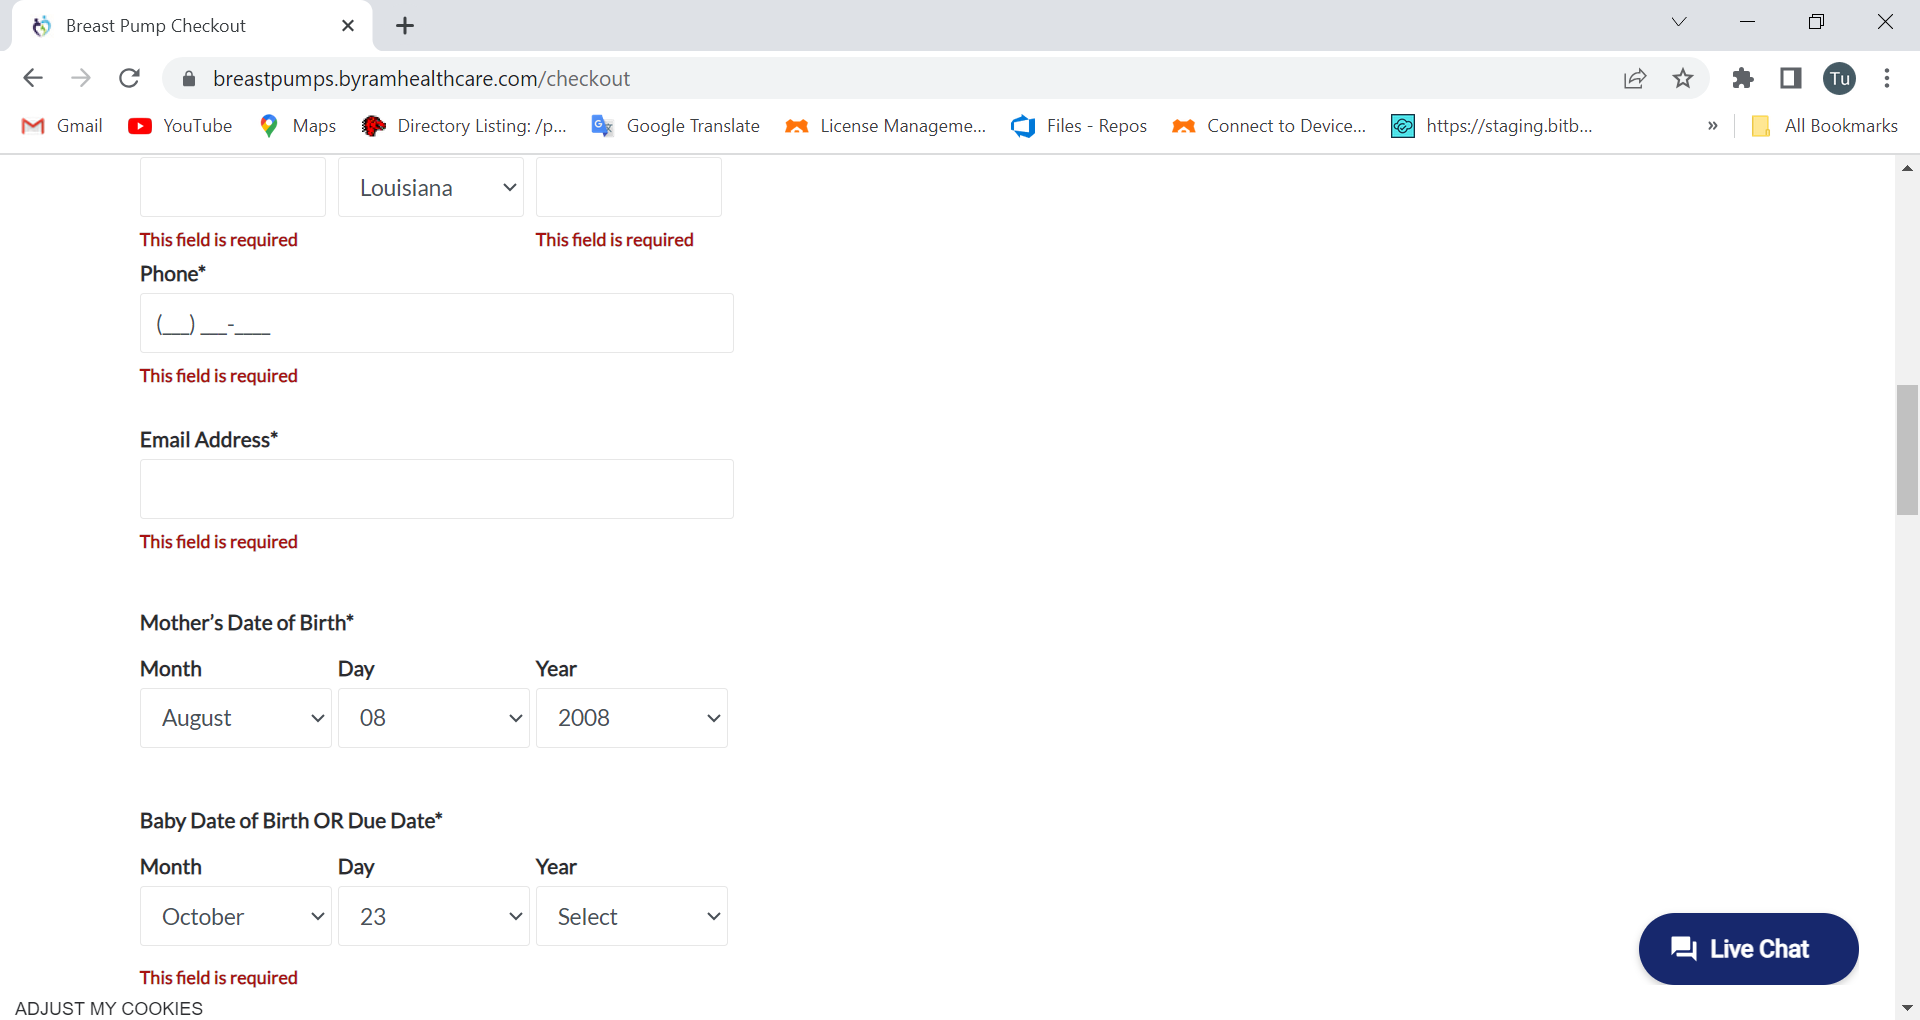 Breast Pump Checkout
breastpumps.byramhealthcare.com/checkout
Tu
Gmail YouTube Maps Directory Listing: /p... Google Translate License Manageme... Files - Repos Connect to Device... https://staging.bitb... » All Bookmarks
Louisiana
This field is required This field is required
Phone*
(___) ___-____
This field is required
Email Address*
This field is required
Mother’s Date of Birth*
Month Day Year
August 08 2008
Baby Date of Birth OR Due Date*
Month Day Year
October 23 Select
Live Chat
This field is required
ADJUST MY COOKIES